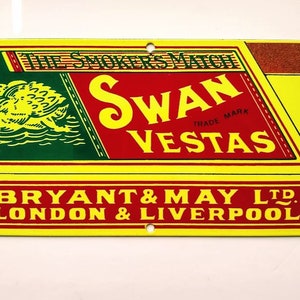 THE SMOKER'S MATCH
SWAN
TRADE MARK
VESTAS
BRYANT & MAY LTD.
LONDON & LIVERPOOL